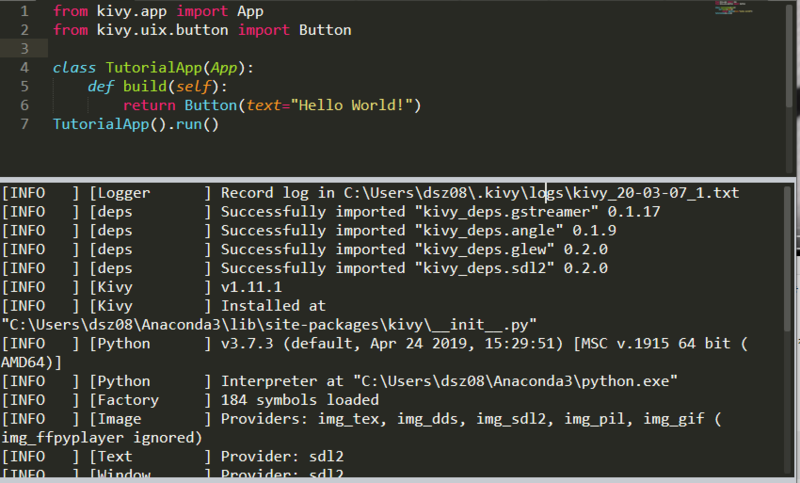 1 from kivy.app import App
2 from kivy.uix.button import Button
3
4 class TutorialApp(App):
5 def build(self):
6 return Button(text="Hello World!")
7 TutorialApp().run()
[INFO   ] [Logger      ] Record log in C:\Users\dsz08\.kivy\logs\kivy_20-03-07_1.txt
[INFO   ] [deps        ] Successfully imported "kivy_deps.gstreamer" 0.1.17
[INFO   ] [deps        ] Successfully imported "kivy_deps.angle" 0.1.9
[INFO   ] [deps        ] Successfully imported "kivy_deps.glew" 0.2.0
[INFO   ] [deps        ] Successfully imported "kivy_deps.sdl2" 0.2.0
[INFO   ] [Kivy        ] v1.11.1
[INFO   ] [Kivy        ] Installed at
"C:\Users\dsz08\Anaconda3\lib\site-packages\kivy\__init__.py"
[INFO   ] [Python      ] v3.7.3 (default, Apr 24 2019, 15:29:51) [MSC v.1915 64 bit (
AMD64)]
[INFO   ] [Python      ] Interpreter at "C:\Users\dsz08\Anaconda3\python.exe"
[INFO   ] [Factory     ] 184 symbols loaded
[INFO   ] [Image       ] Providers: img_tex, img_dds, img_sdl2, img_pil, img_gif (
img_ffpyplayer ignored)
[INFO   ] [Text        ] Provider: sdl2
[INFO   ] [Window      ] Provider: sdl2